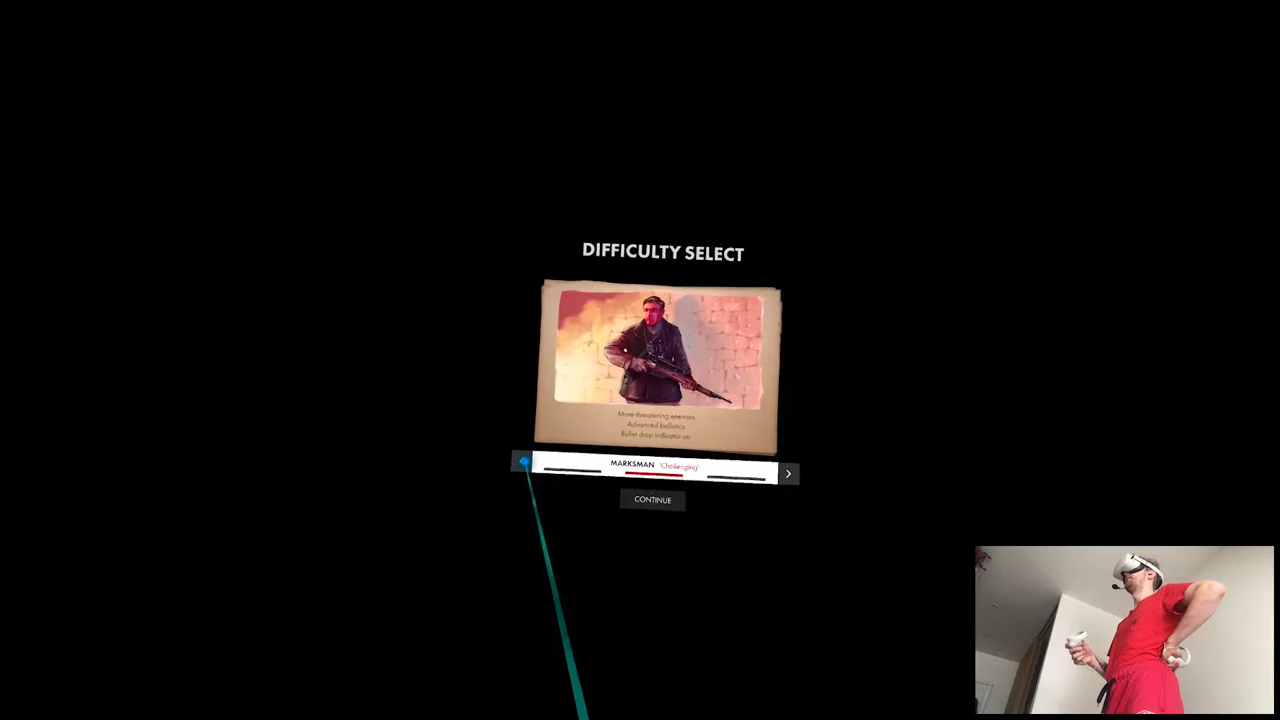 DIFFICULTY SELECT
More threatening enemies
Advanced ballistics
Bullet drop indicator on
MARKSMAN 'Challenging'
CONTINUE